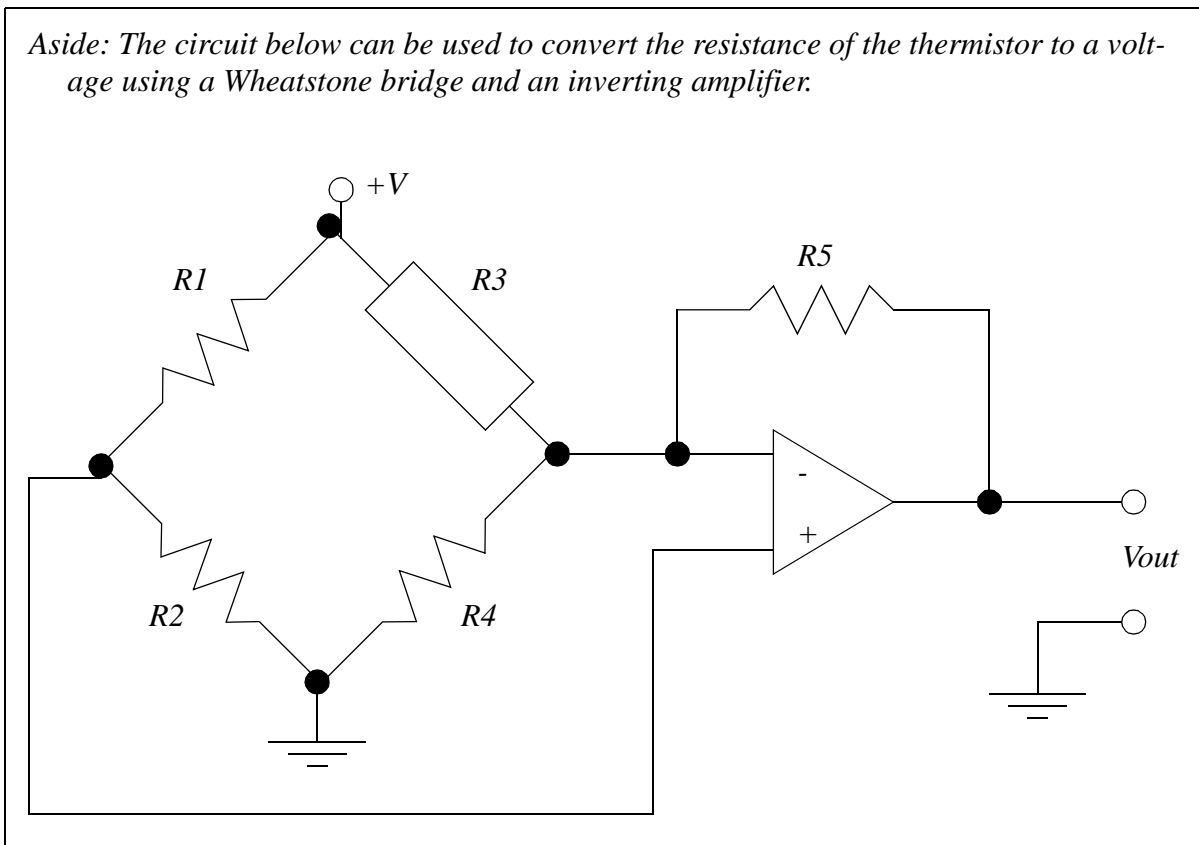 Aside: The circuit below can be used to convert the resistance of the thermistor to a volt-
age using a Wheatstone bridge and an inverting amplifier.
+V
R1
R3
R5
-
+
Vout
R2
R4